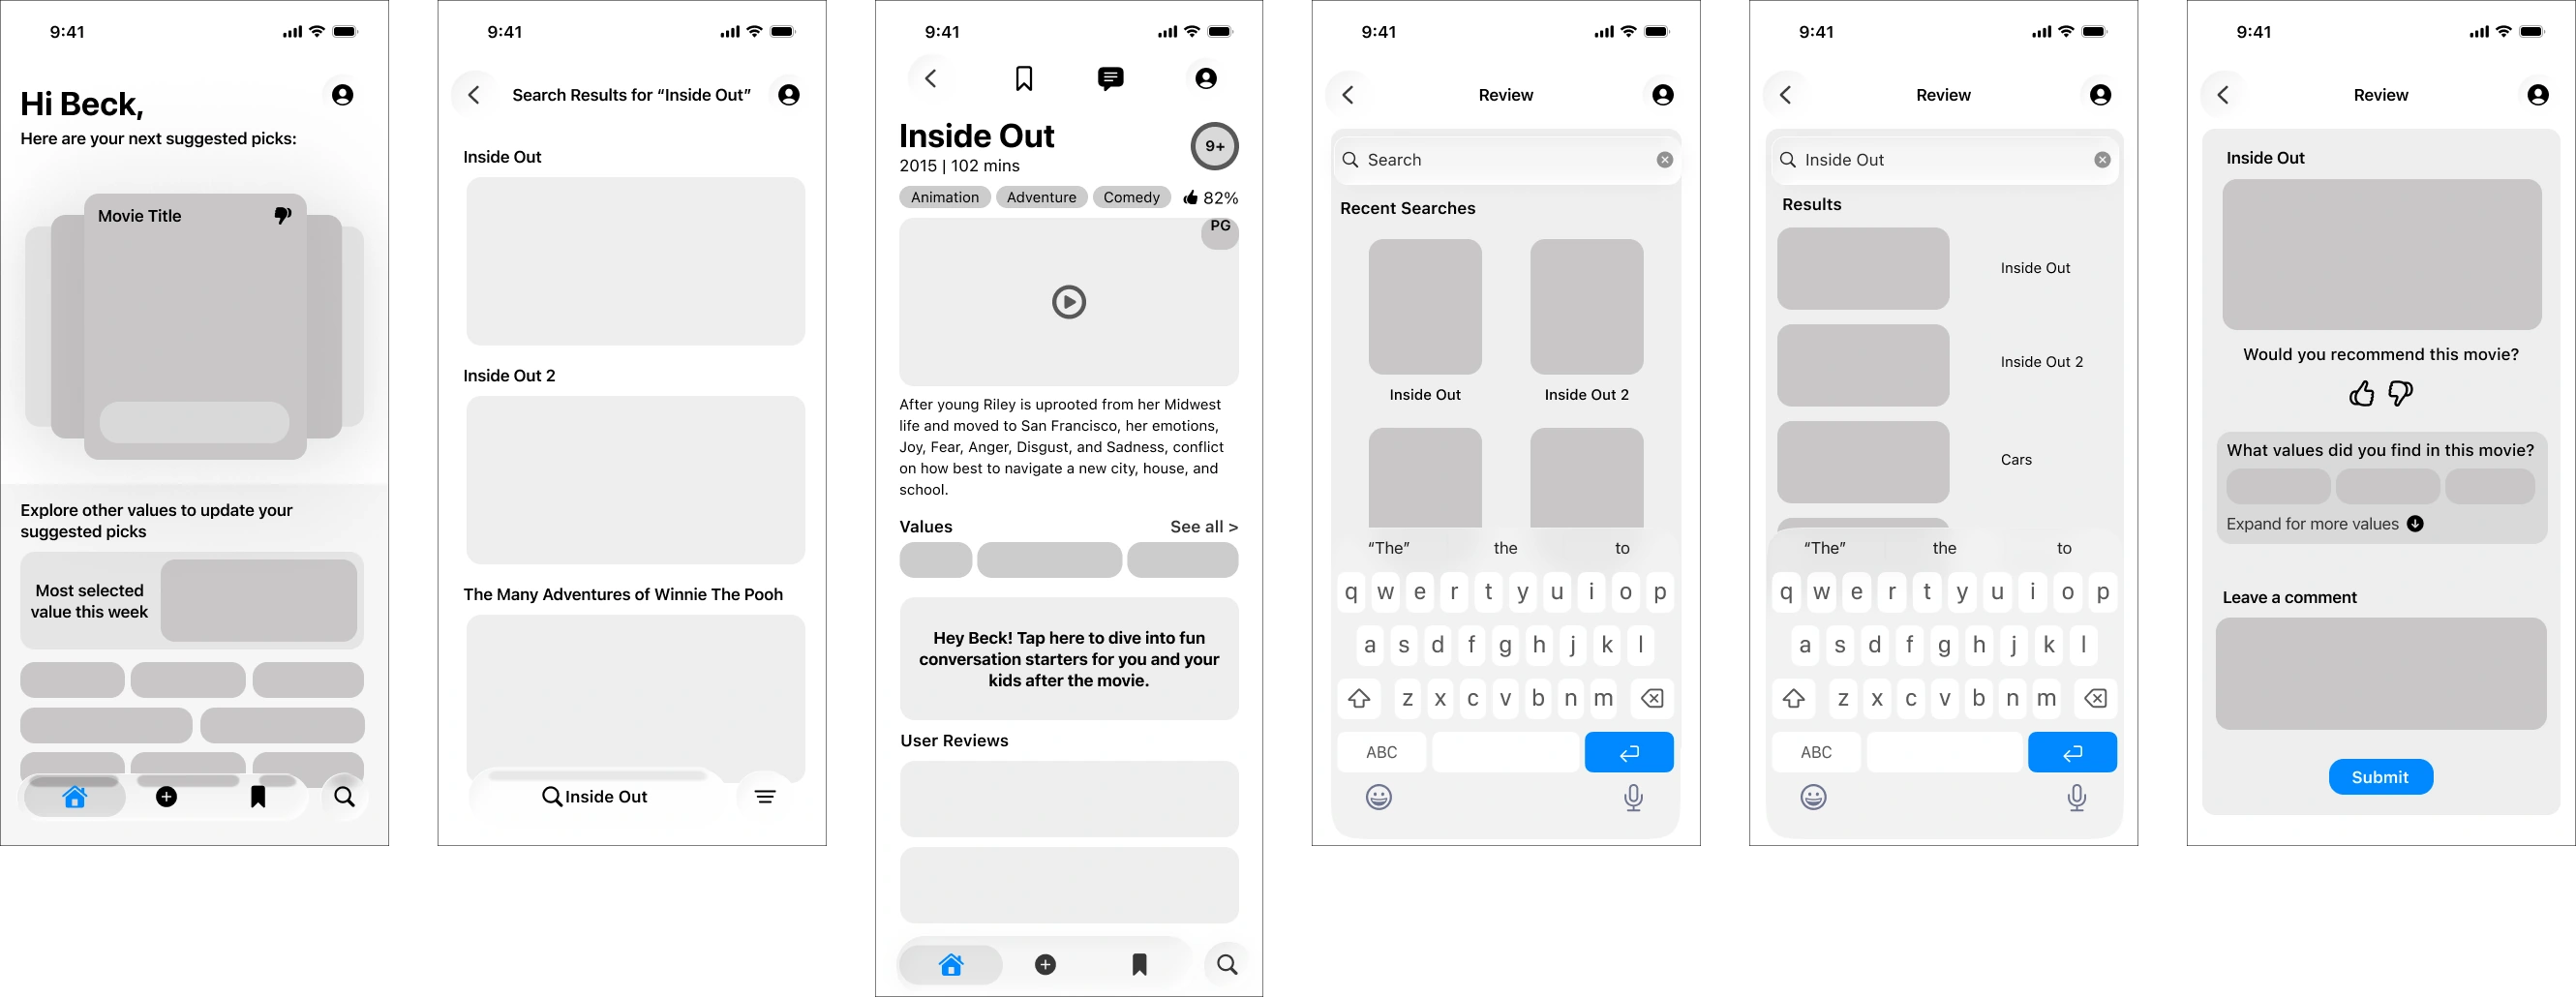 9:41
Hi Beck,
Here are your next suggested picks:
Movie Title
Explore other values to update your
suggested picks
Most selected
value this week
9:41
Search Results for “Inside Out”
Inside Out
Inside Out 2
The Many Adventures of Winnie The Pooh
Inside Out
9:41
Inside Out
9+
2015 | 102 mins
Animation
Adventure
Comedy
82%
PG
After young Riley is uprooted from her Midwest
life and moved to San Francisco, her emotions,
Joy, Fear, Anger, Disgust, and Sadness, conflict
on how best to navigate a new city, house, and
school.
Values
See all >
Hey Beck! Tap here to dive into fun
conversation starters for you and your
kids after the movie.
User Reviews
9:41
Review
Search
Recent Searches
Inside Out
Inside Out 2
“The” the to
q w e r t y u i o p
a s d f g h j k l
z x c v b n m
ABC
9:41
Review
Inside Out
Results
Inside Out
Inside Out 2
Cars
“The” the to
q w e r t y u i o p
a s d f g h j k l
z x c v b n m
ABC
9:41
Review
Inside Out
Would you recommend this movie?
What values did you find in this movie?
Expand for more values
Leave a comment
Submit